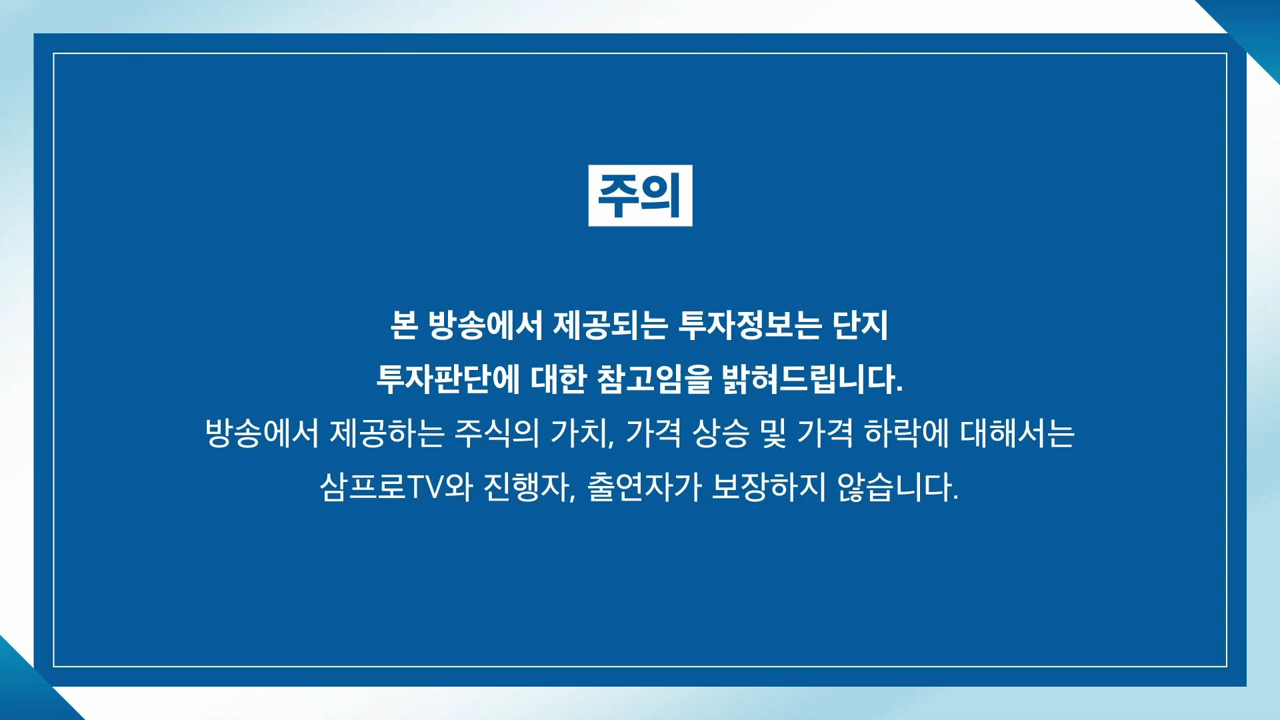 주의
본 방송에서 제공되는 투자정보는 단지
투자판단에 대한 참고임을 밝혀드립니다.
방송에서 제공하는 주식의 가치, 가격 상승 및 가격 하락에 대해서는
삼프로TV와 진행자, 출연자가 보장하지 않습니다.